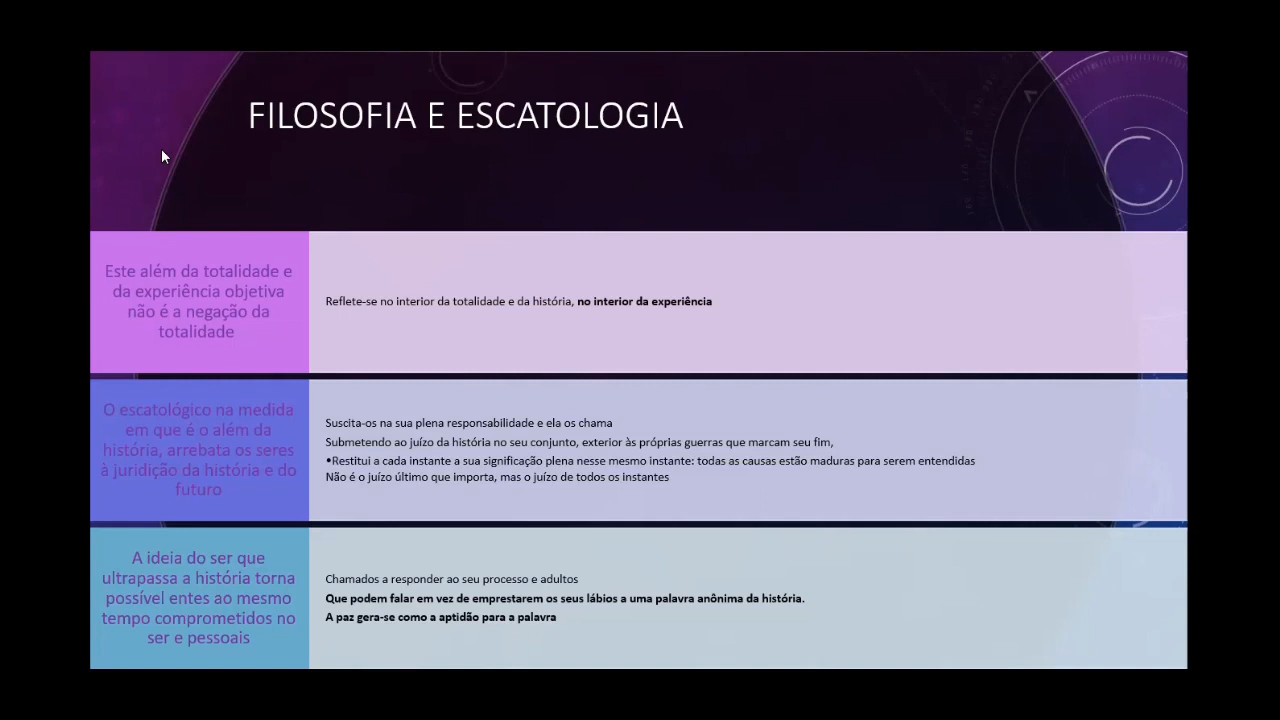 FILOSOFIA E ESCATOLOGIA
Este além da totalidade e
da experiência objetiva
não é a negação da
totalidade
Reflete-se no interior da totalidade e da história, no interior da experiência
O escatológico na medida
em que é o além da
história, arrebata os seres
à juridição da história e do
futuro
Suscita-os na sua plena responsabilidade e ela os chama
Submetendo ao juízo da história no seu conjunto, exterior às próprias guerras que marcam seu fim,
•Restitui a cada instante a sua significação plena nesse mesmo instante: todas as causas estão maduras para serem entendidas
Não é o juízo último que importa, mas o juízo de todos os instantes
A ideia do ser que
ultrapassa a história torna
possível entes ao mesmo
tempo comprometidos no
ser e pessoais
Chamados a responder ao seu processo e adultos
Que podem falar em vez de emprestarem os seus lábios a uma palavra anônima da história.
A paz gera-se como a aptidão para a palavra